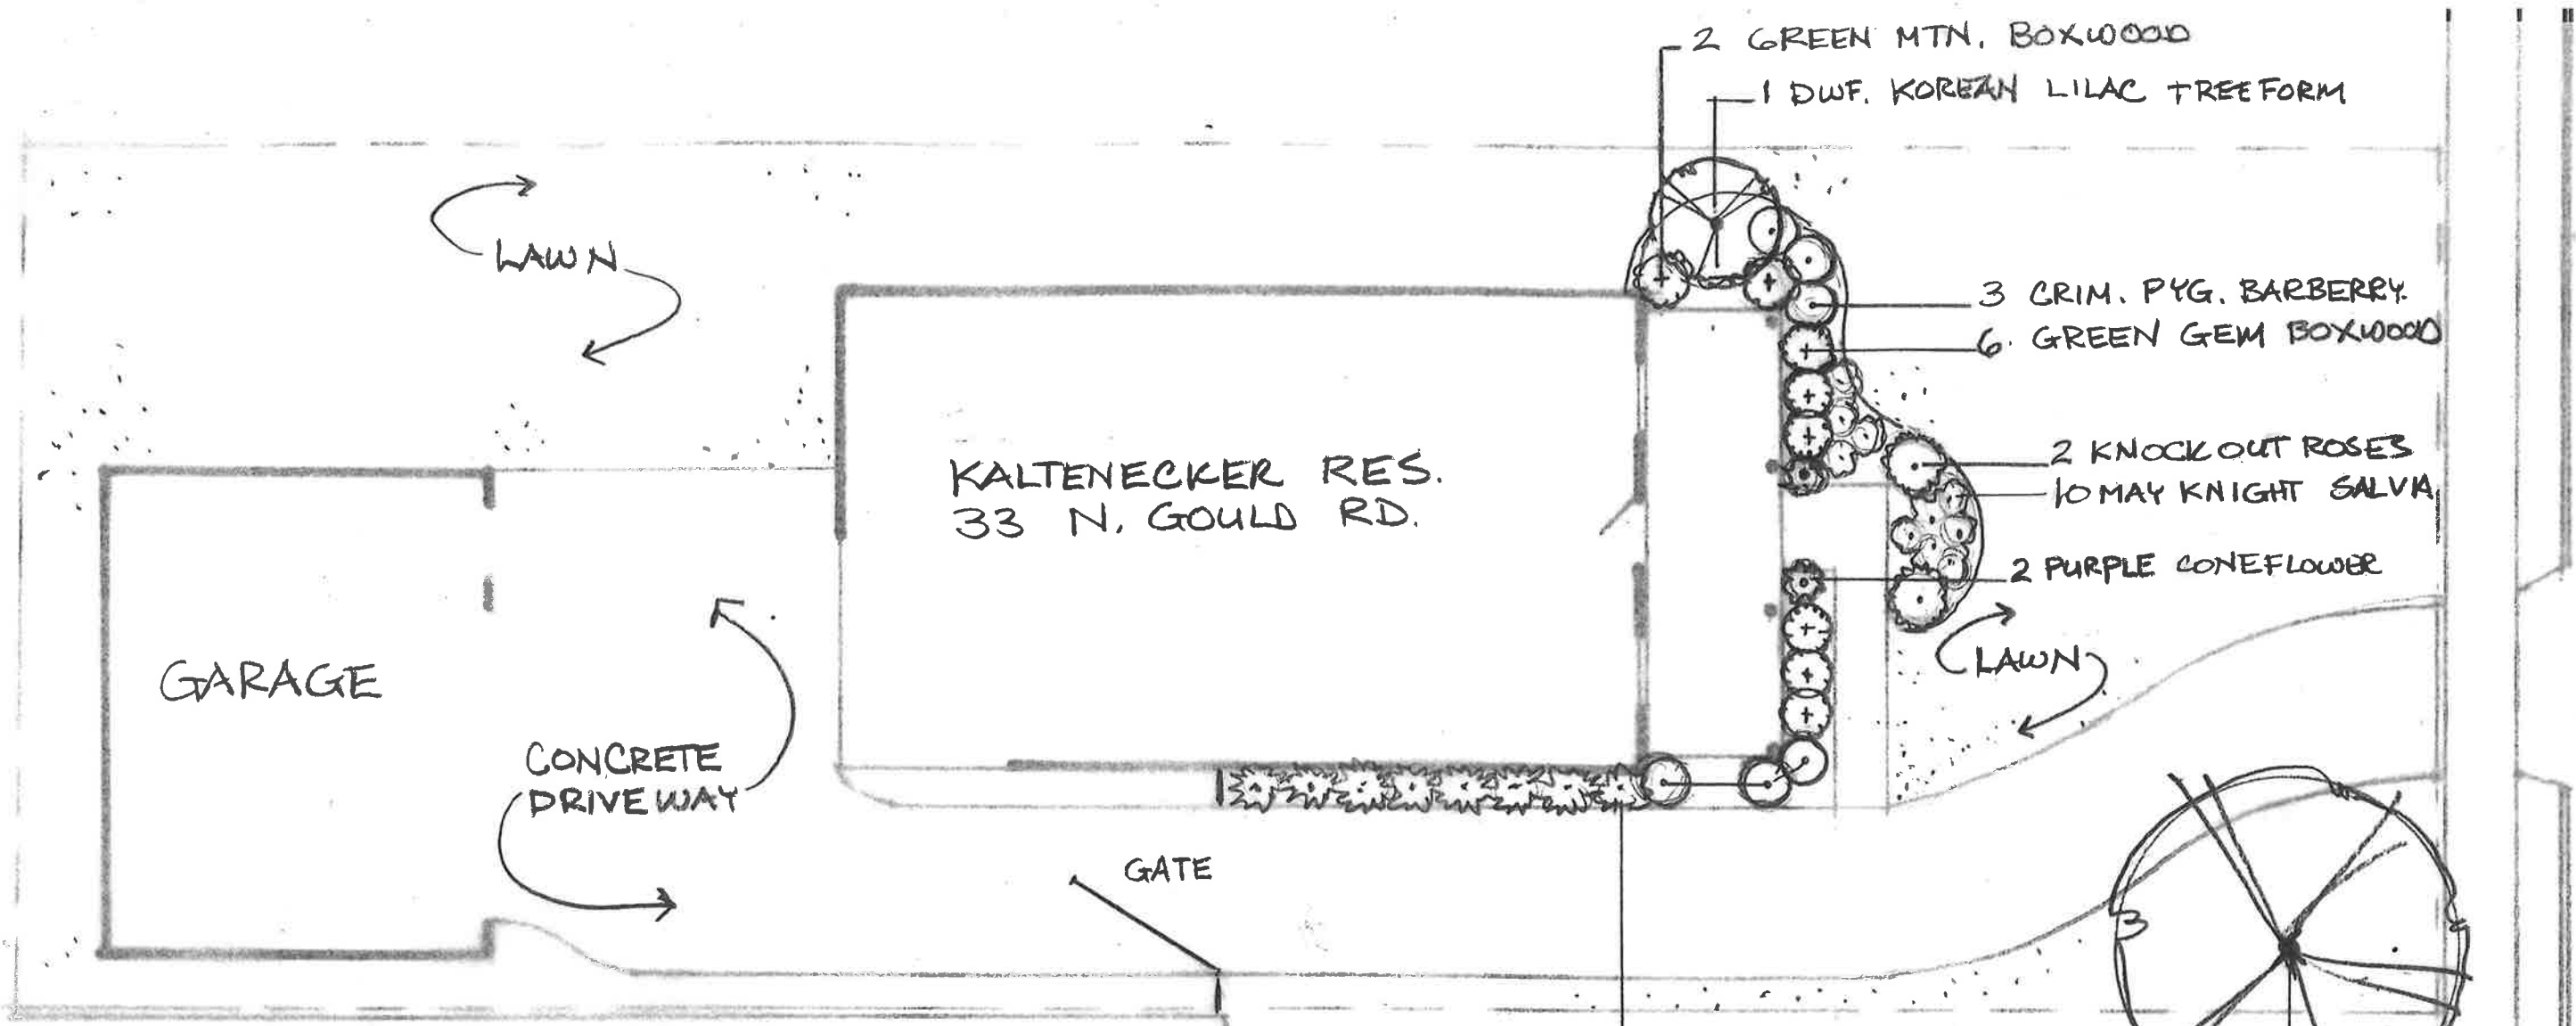 2 GREEN MTN. BOXWOOD
1 DWF. KOREAN LILAC TREEFORM
LAWN
3 CRIM. PYG. BARBERRY.
6. GREEN GEM BOXWOOD
KALTENECKER RES.
33 N. GOULD RD.
2 KNOCKOUT ROSES
10 MAY KNIGHT SALVIA
2 PURPLE CONEFLOWER
LAWN
GARAGE
CONCRETE
DRIVEWAY
GATE